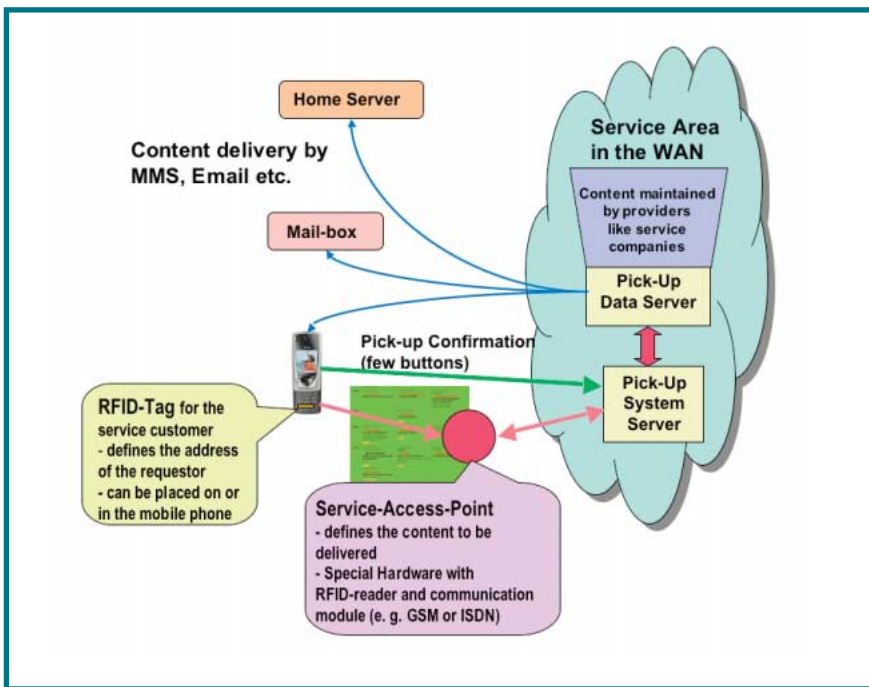 Home Server
Content delivery by
MMS, Email etc.
Mail-box
Service Area
in the WAN
Content maintained
by providers
like service
companies
Pick-Up
Data Server
Pick-up Confirmation
(few buttons)
Pick-Up
System
Server
RFID-Tag for the
service customer
- defines the address
of the requestor
- can be placed on or
in the mobile phone
Service-Access-Point
- defines the content to be
delivered
- Special Hardware with
RFID-reader and communication
module (e. g. GSM or ISDN)